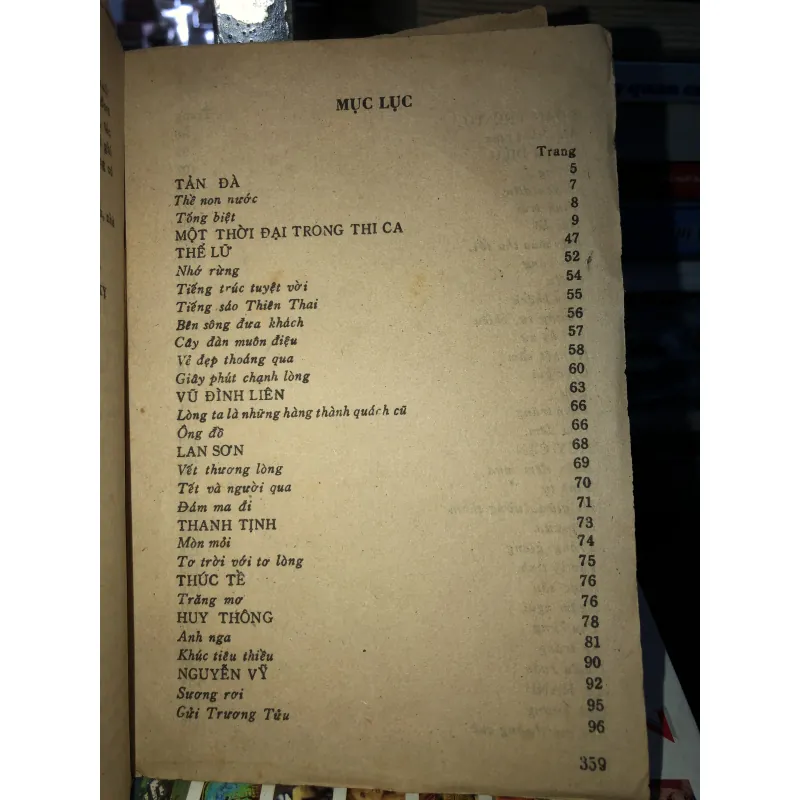 MỤC LỤC
Trang
TẢN ĐÀ 5
Thề non nước 7
Tống biệt 8
MỘT THỜI ĐẠI TRONG THI CA 9
THẾ LỮ 47
Nhớ rừng 52
Tiếng trúc tuyệt vời 54
Tiếng sáo Thiên Thai 55
Bên sông đưa khách 56
Cây đàn muôn điệu 57
Vẻ đẹp thoáng qua 58
Giây phút chạnh lòng 60
VŨ ĐÌNH LIÊN 63
Lòng ta là những hàng thành quách cũ 66
Ông đồ 66
LAN SƠN 68
Vết thương lòng 69
Tết và người qua 70
Đám ma đi 71
THANH TỊNH 73
Mòn mỏi 74
Tơ trời với tơ lòng 75
THÚC TỀ 76
Trăng mơ 76
HUY THÔNG 78
Anh nga 81
Khúc tiêu thiều 90
NGUYỄN VỸ 92
Sương rơi 95
Gửi Trương Tửu 96
359